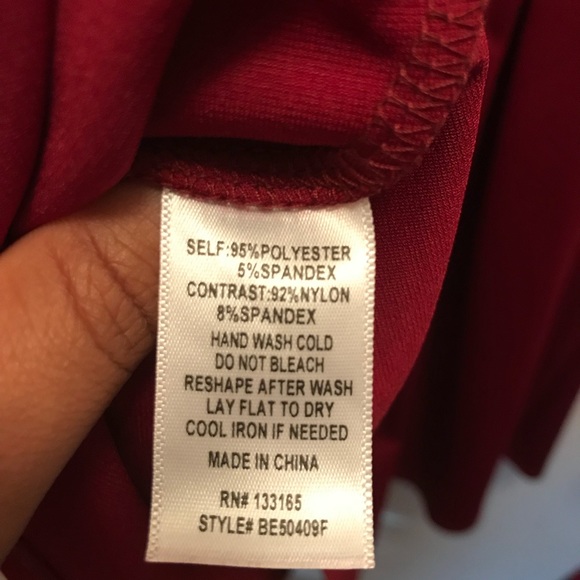 SELF:95%POLYESTER
5%SPANDEX
CONTRAST:92%NYLON
8%SPANDEX
HAND WASH COLD
DO NOT BLEACH
RESHAPE AFTER WASH
LAY FLAT TO DRY
COOL IRON IF NEEDED
MADE IN CHINA
RN# 133165
STYLE# BE50409F